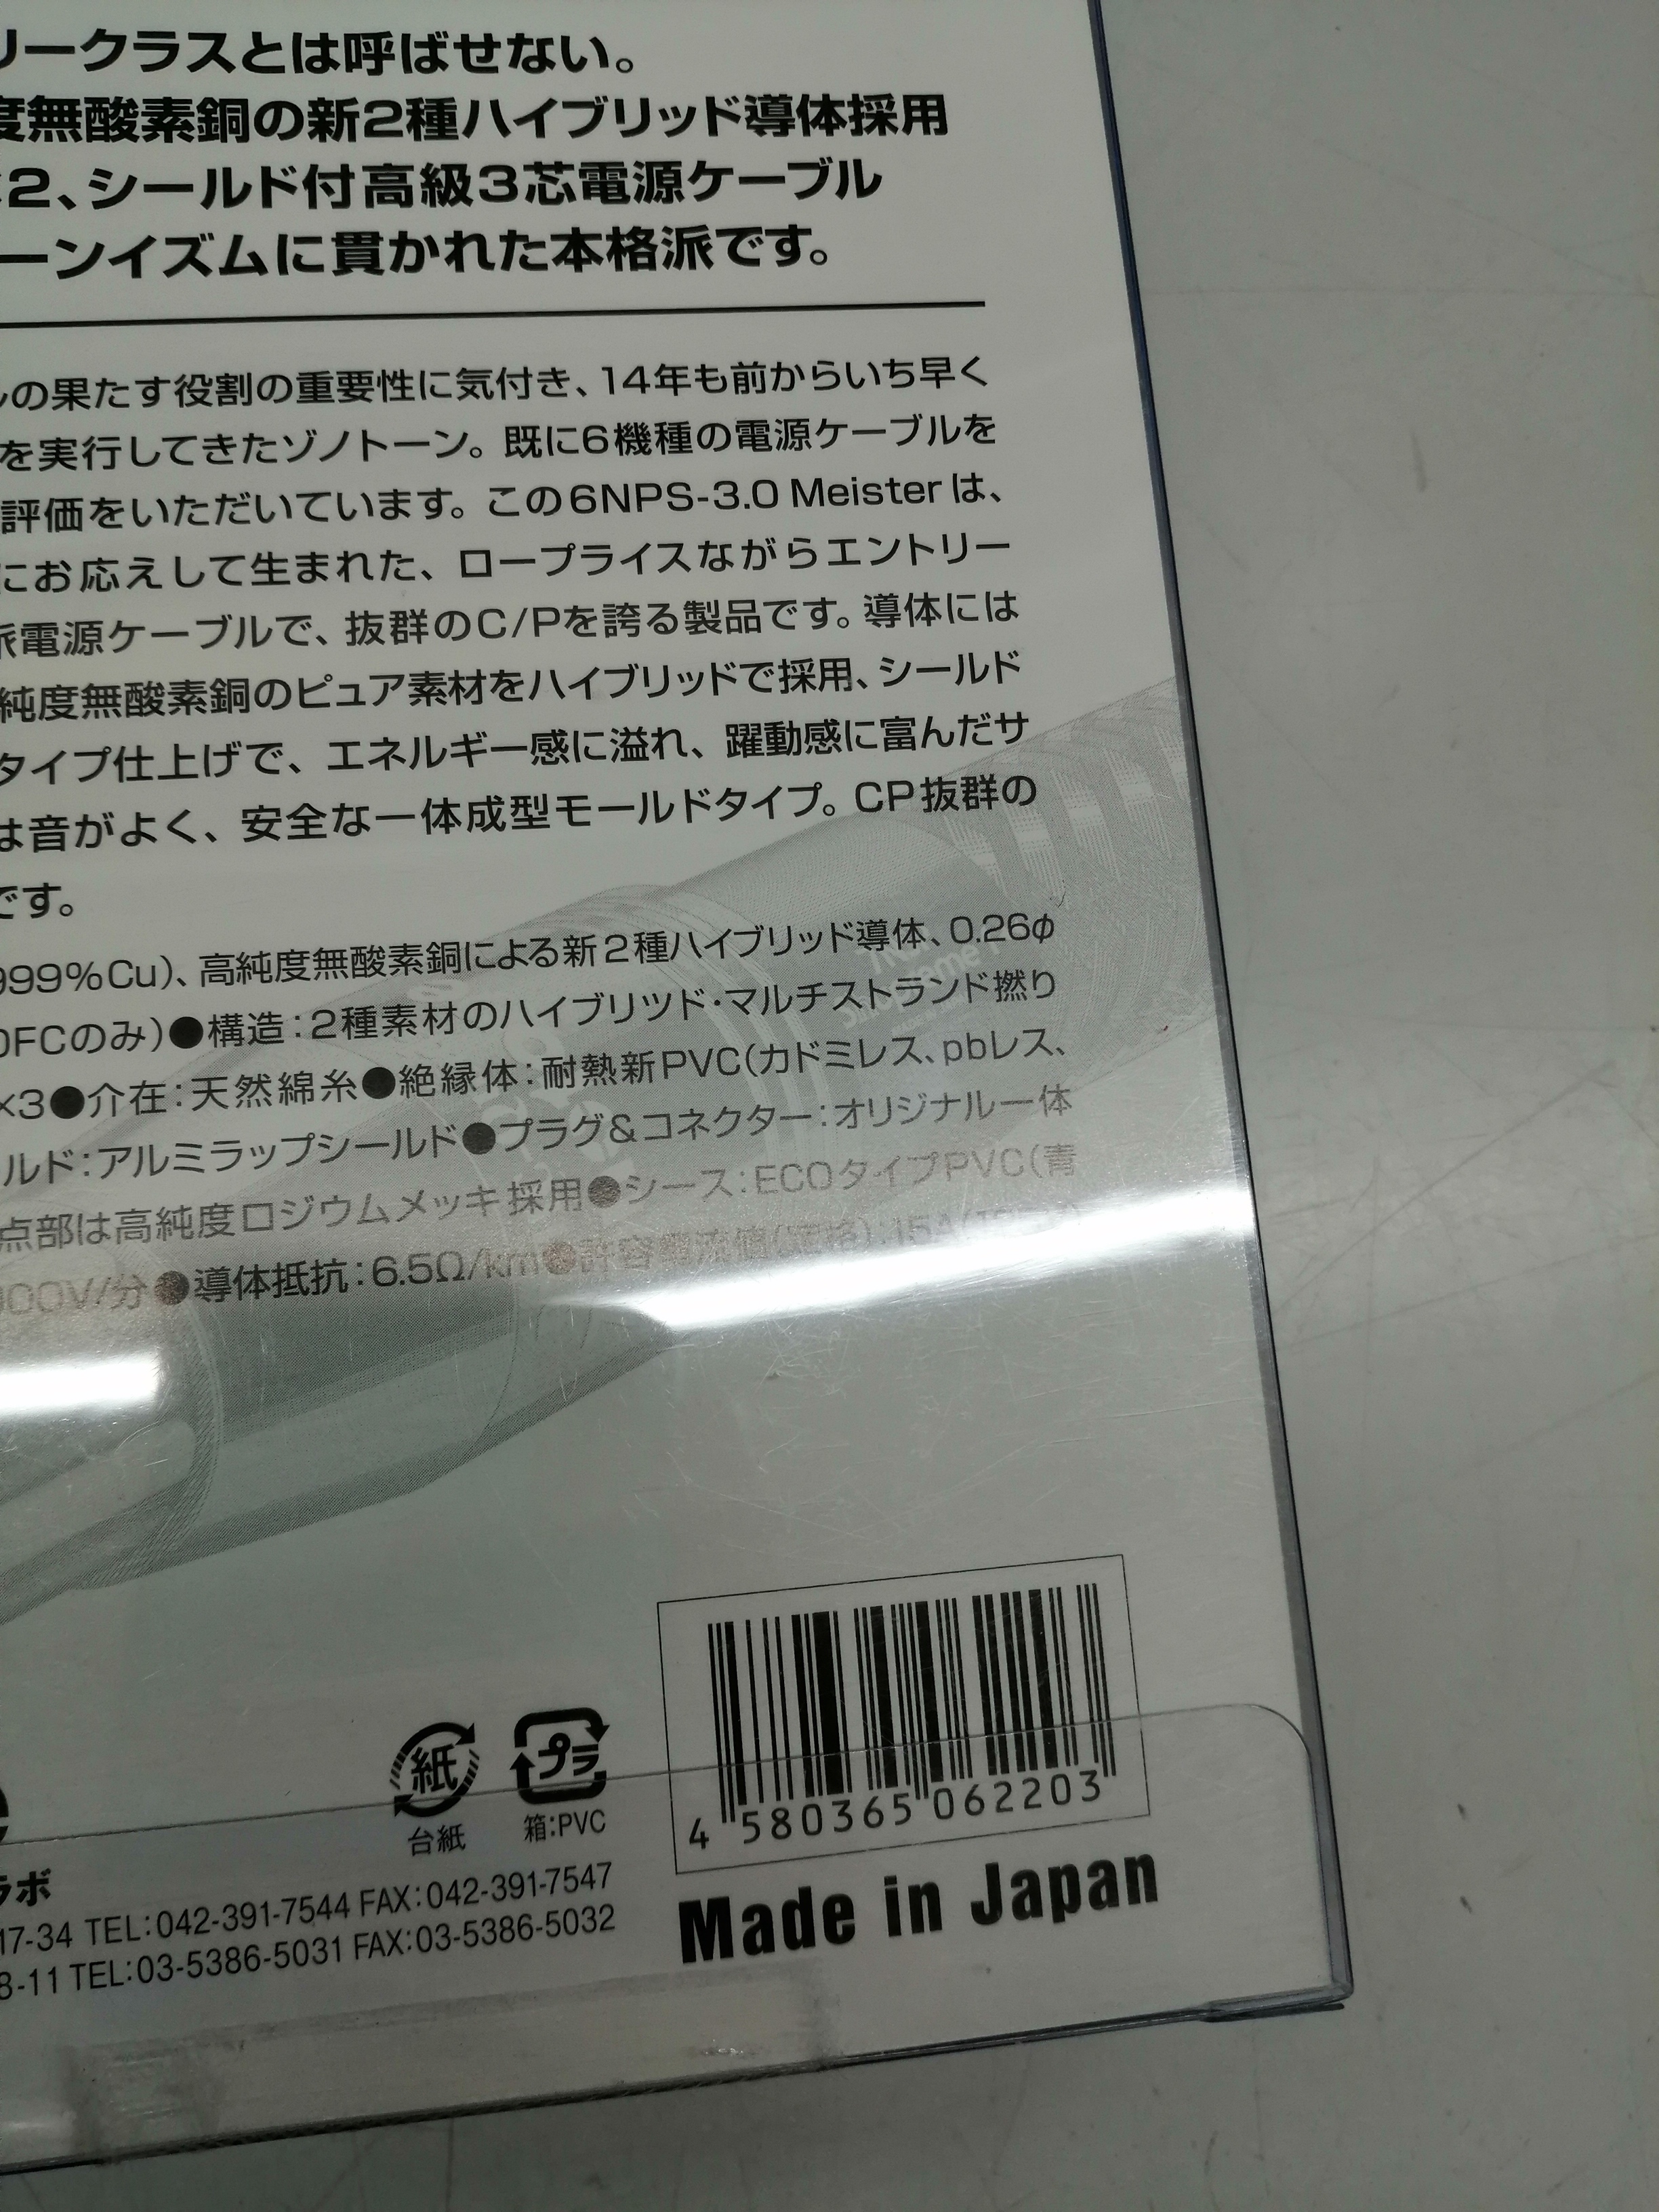 リークラスとは呼ばせない。
度無酸素銅の新2種ハイブリッド導体採用
2、シールド付高級3芯電源ケーブル
ーンイズムに貫かれた本格派です。
の果たす役割の重要性に気付き、14年も前からいち早く
を実行してきたゾノトーン。既に6機種の電源ケーブルを
評価をいただいています。この6NPS-3.0 Meisterは、
にお応えして生まれた、ロープライスながらエントリー
派電源ケーブルで、抜群のC/Pを誇る製品です。導体には
純度無酸素銅のピュア素材をハイブリッドで採用、シールド
タイプ仕上げで、エネルギー感に溢れ、躍動感に富んだサ
は音がよく、安全な一体成型モールドタイプ。CP抜群の
です。
999%Cu)、高純度無酸素銅による新2種ハイブリッド導体、0.26φ
OFCのみ)●構造:2種素材のハイブリツド・マルチストランド撚り
×3●介在:天然綿糸●絶縁体:耐熱新PVC(カドミレス、pbレス、
ルド:アルミラップシールド●プラグ&コネクター:オリジナル一体
点部は高純度ロジウムメッキ採用●シース:ECOタイプPVC(青
000V/分●導体抵抗:6.5Ω/km●許容電流値(定格):15A
紙
プラ
台紙
箱:PVC
4 580365 062203
Made in Japan
ラボ
17-34 TEL:042-391-7544 FAX:042-391-7547
8-11 TEL:03-5386-5031 FAX:03-5386-5032